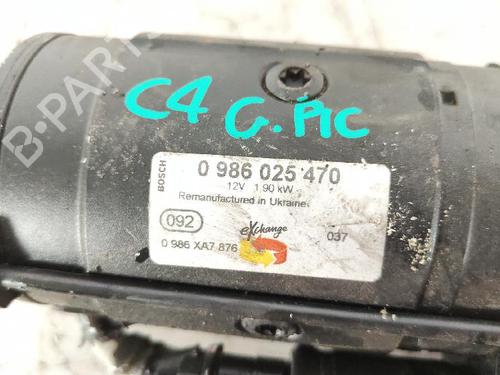 B-PARTS
C4 G. PIC
BOSCH
0 986 025 470
12V 1.90 kW
Remanufactured in Ukraine
092
eXchange
037
0 986 XA7 876